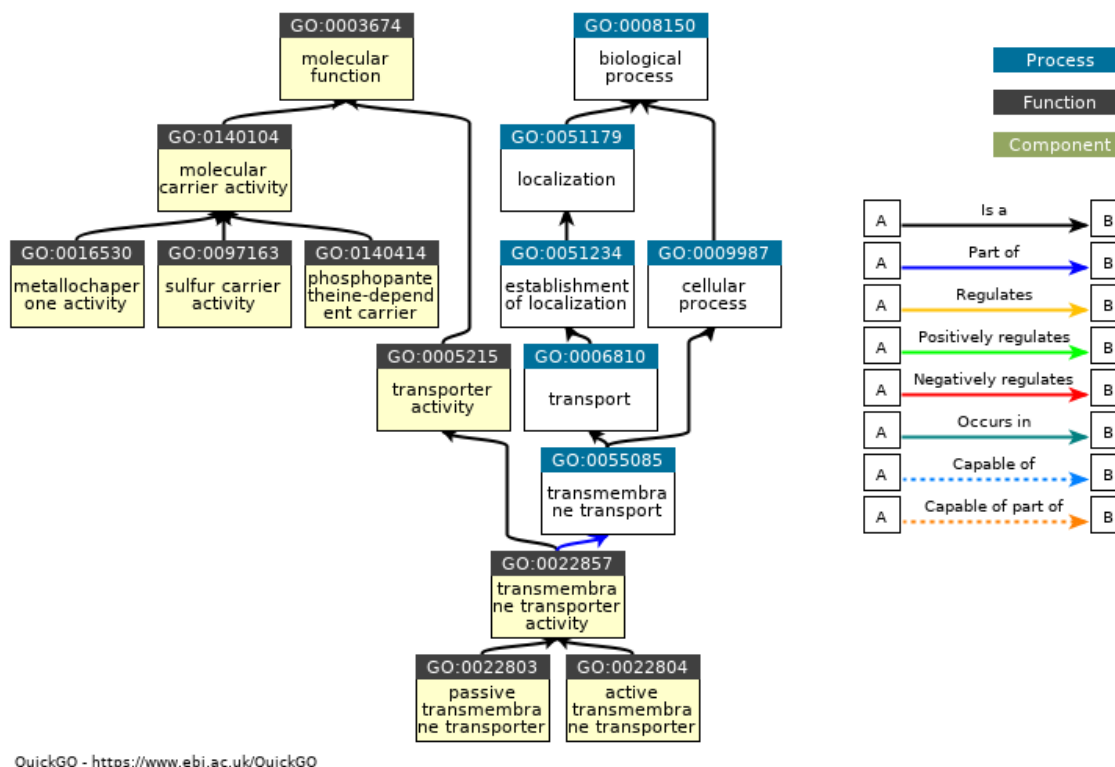 GO:0003674
molecular
function
GO:0008150
biological
process
Process
Function
Component
GO:0140104
molecular
carrier activity
GO:0051179
localization
GO:0016530
metallochaper
one activity
GO:0097163
sulfur carrier
activity
GO:0140414
phosphopante
theine-depend
ent carrier
GO:0051234
establishment
of localization
GO:0009987
cellular
process
GO:0005215
transporter
activity
GO:0006810
transport
GO:0055085
transmembra
ne transport
GO:0022857
transmembra
ne transporter
activity
GO:0022803
passive
transmembra
ne transporter
GO:0022804
active
transmembra
ne transporter
A Is a B
A Part of B
A Regulates B
A Positively regulates B
A Negatively regulates B
A Occurs in B
A Capable of B
A Capable of part of B
QuickGO - https://www.ebi.ac.uk/QuickGO